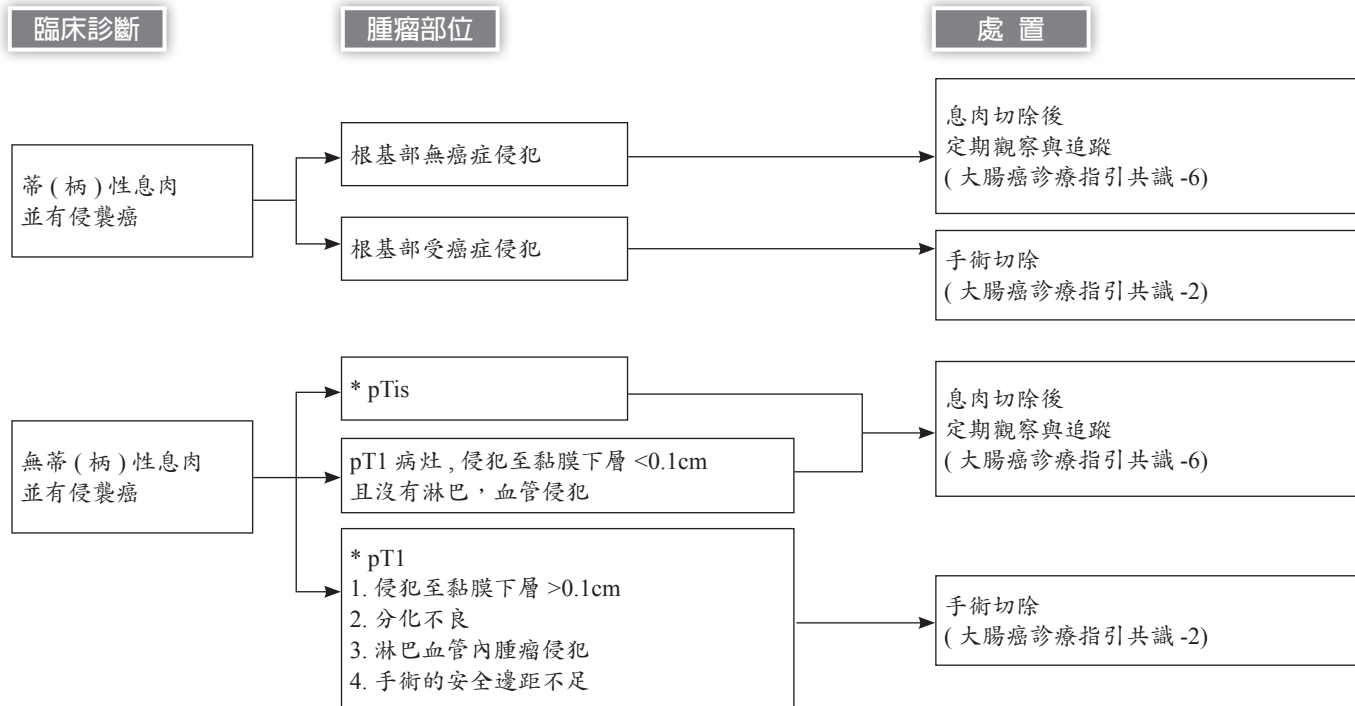 臨床診斷
腫瘤部位
處 置
蒂 ( 柄 ) 性息肉
並有侵襲癌
根基部無癌症侵犯
息肉切除後
定期觀察與追蹤
( 大腸癌診療指引共識 -6)
根基部受癌症侵犯
手術切除
( 大腸癌診療指引共識 -2)
無蒂 ( 柄 ) 性息肉
並有侵襲癌
* pTis
pT1 病灶 , 侵犯至黏膜下層 <0.1cm
且沒有淋巴，血管侵犯
息肉切除後
定期觀察與追蹤
( 大腸癌診療指引共識 -6)
* pT1
1. 侵犯至黏膜下層 >0.1cm
2. 分化不良
3. 淋巴血管內腫瘤侵犯
4. 手術的安全邊距不足
手術切除
( 大腸癌診療指引共識 -2)